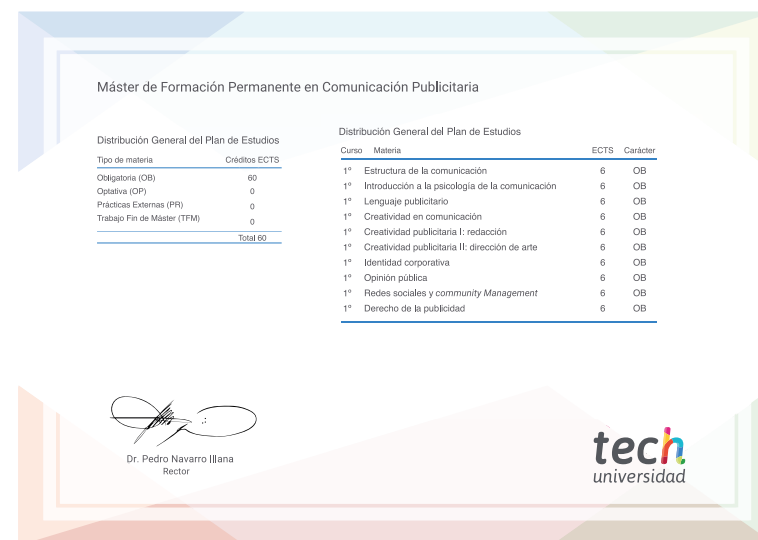 Máster de Formación Permanente en Comunicación Publicitaria
Distribución General del Plan de Estudios
Tipo de materia Créditos ECTS
Obligatoria (OB) 60
Optativa (OP) 0
Prácticas Externas (PR) 0
Trabajo Fin de Máster (TFM) 0
Total 60
Distribución General del Plan de Estudios
Curso Materia ECTS Carácter
1º Estructura de la comunicación 6 OB
1º Introducción a la psicología de la comunicación 6 OB
1º Lenguaje publicitario 6 OB
1º Creatividad en comunicación 6 OB
1º Creatividad publicitaria I: redacción 6 OB
1º Creatividad publicitaria II: dirección de arte 6 OB
1º Identidad corporativa 6 OB
1º Opinión pública 6 OB
1º Redes sociales y community Management 6 OB
1º Derecho de la publicidad 6 OB
Dr. Pedro Navarro Illana
Rector
tech
universidad